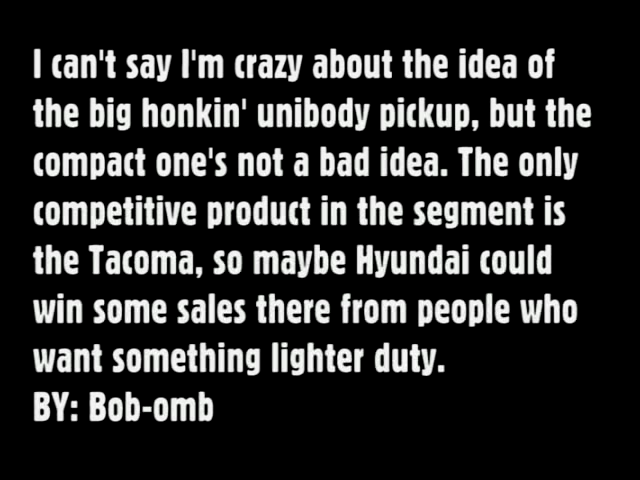 I can't say I'm crazy about the idea of
the big honkin' unibody pickup, but the
compact one's not a bad idea. The only
competitive product in the segment is
the Tacoma, so maybe Hyundai could
win some sales there from people who
want something lighter duty.
BY: Bob-omb